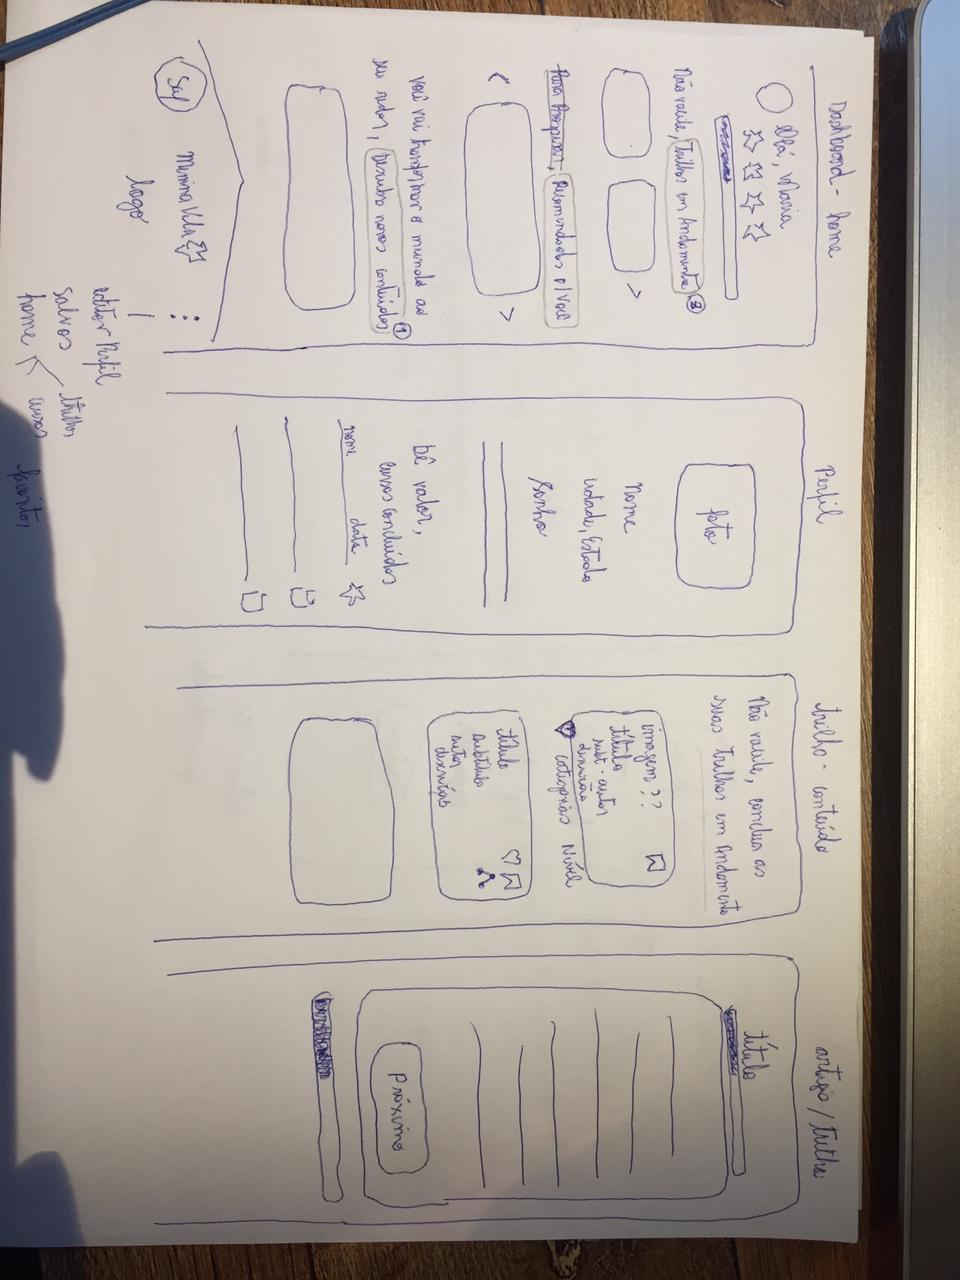 Dashboard - home
Olá, Maria
Não vacile, trilhas em Andamento 2
Para Prosperar, Recomendados p/ Você
< >
Você vai transformar o mundo ao
seu redor, Descubra novos conteúdos 1
Menina Vila
logo
editar Perfil
Salvos
home
trilhas
cursos
favoritos
Perfil
foto
Nome
cidade, Estado
Sonho
Dê valor,
cursos concluídos
nome data
trilha - conteúdo
Não vacile, conclua as
suas trilhas em Andamento
imagem ??
título
subt - autor
descrição
categorias Nível
título
subtítulo
autor
descrição
artigo / trilha
título
Próximo